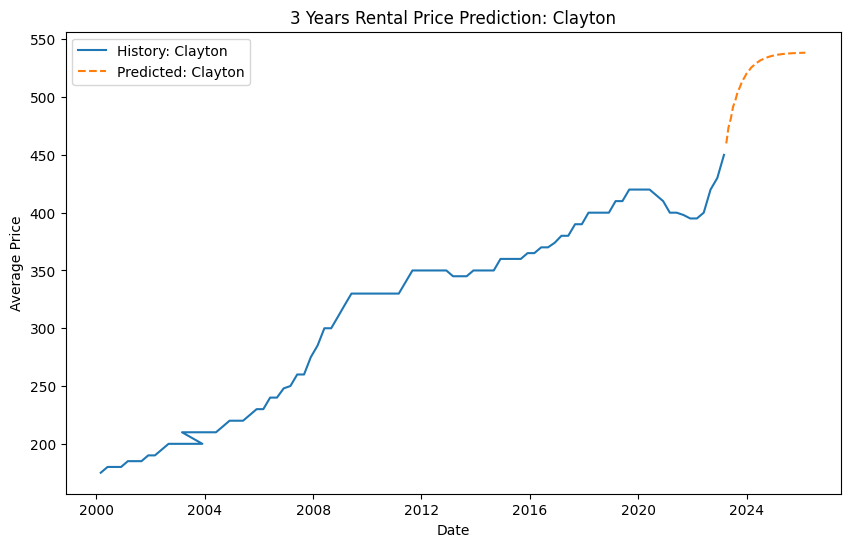 3 Years Rental Price Prediction: Clayton
History: Clayton
Predicted: Clayton
550
500
450
400
350
300
250
200
Average Price
2000 2004 2008 2012 2016 2020 2024
Date